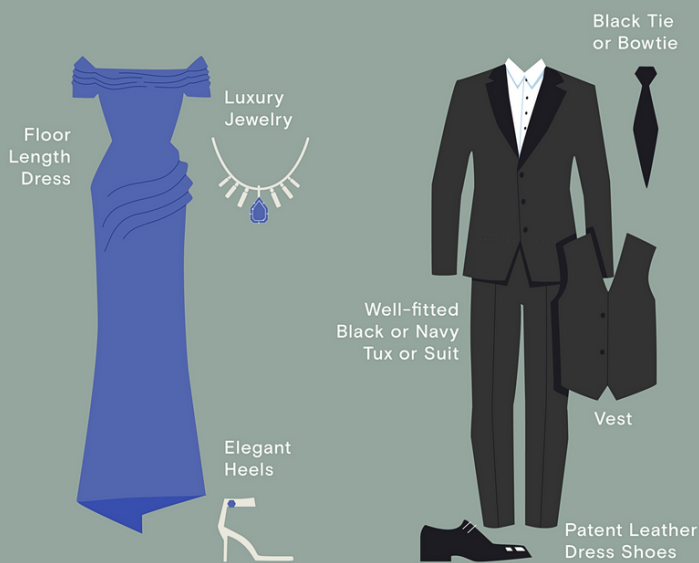 Black Tie
or Bowtie
Luxury
Jewelry
Floor
Length
Dress
Well-fitted
Black or Navy
Tux or Suit
Vest
Elegant
Heels
Patent Leather
Dress Shoes